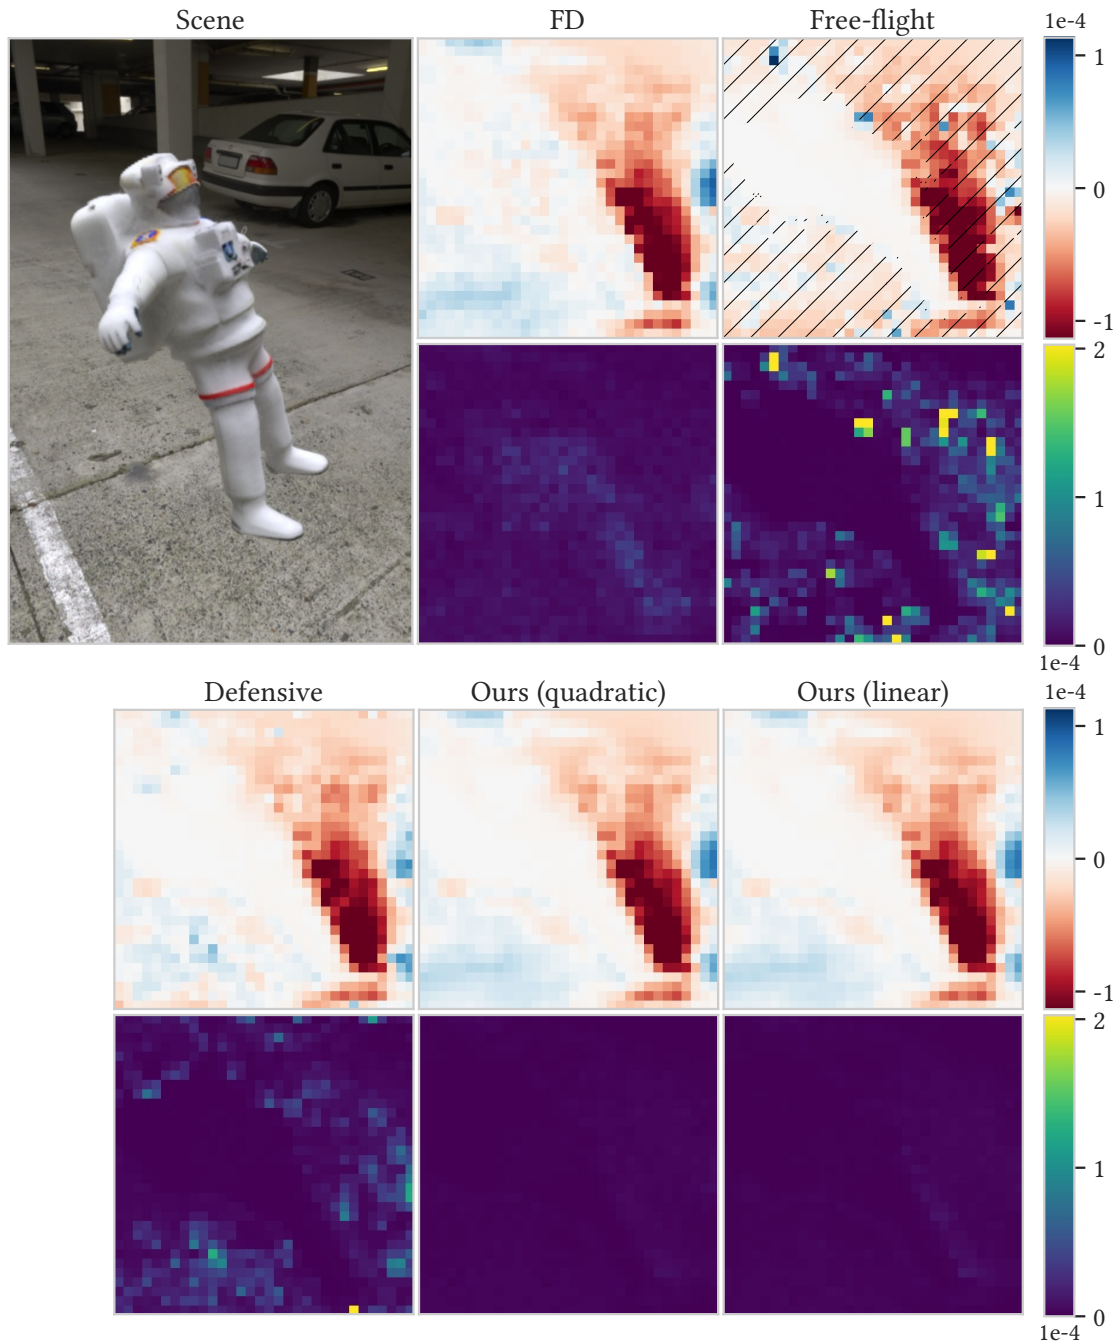 Scene
FD
Free-flight
1e-4
1
0
-1
2
1
0
1e-4
Defensive
Ours (quadratic)
Ours (linear)
1e-4
1
0
-1
2
1
0
1e-4